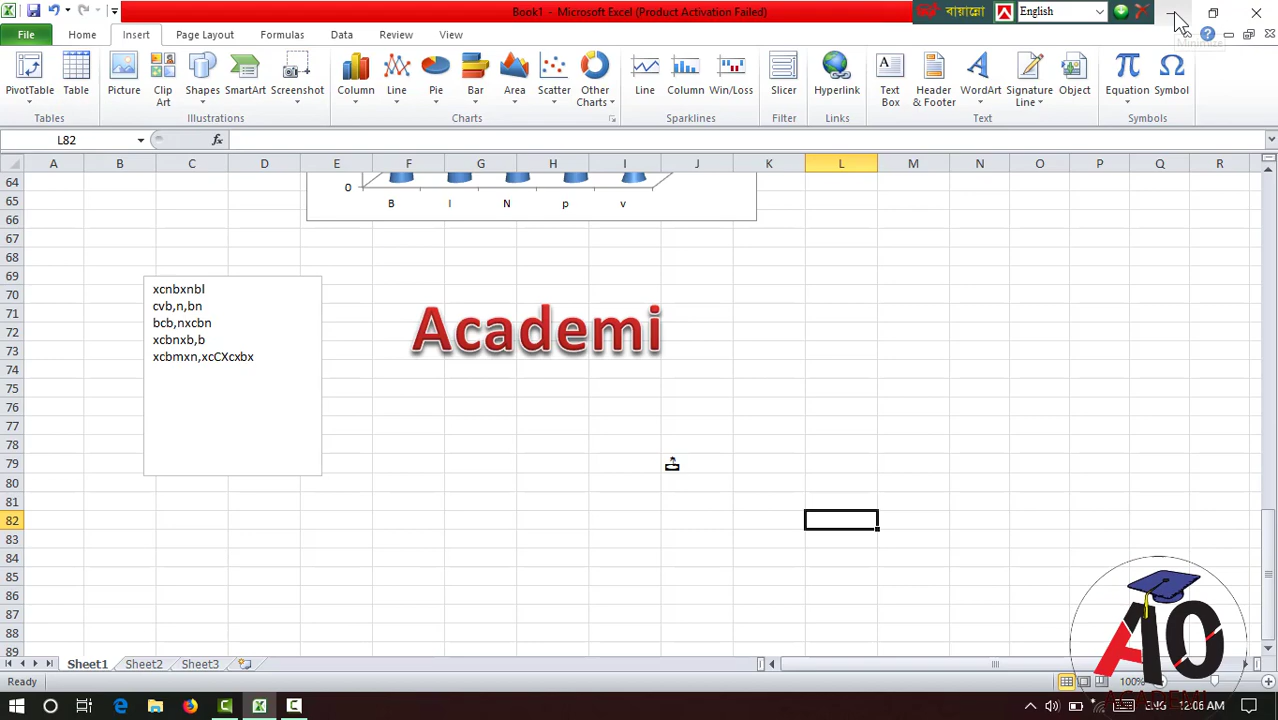 Book1 - Microsoft Excel (Product Activation Failed)
বায়ান্নো
English
File Home Insert Page Layout Formulas Data Review View
Minimize
PivotTable Table Picture Clip Art Shapes SmartArt Screenshot Column Line Pie Bar Area Scatter Other Charts Line Column Win/Loss Slicer Hyperlink Text Box Header & Footer WordArt Signature Line Object Equation Symbol
Tables Illustrations Charts Sparklines Filter Links Text Symbols
L82 fx
A B C D E F G H I J K L M N O P Q R
64
0
65
B I N p v
66
67
68
69
xcnbxnbl
70
cvb,n,bn
71
bcb,nxcbn
72
xcbnxb,b
73
xcbmxn,xcCXcxbx
Academi
74
75
76
77
78
79
80
81
82
83
84
85
86
87
88
89
A1O
ACADEMI
Sheet1 Sheet2 Sheet3
Ready 100%
ENG 12:06 AM